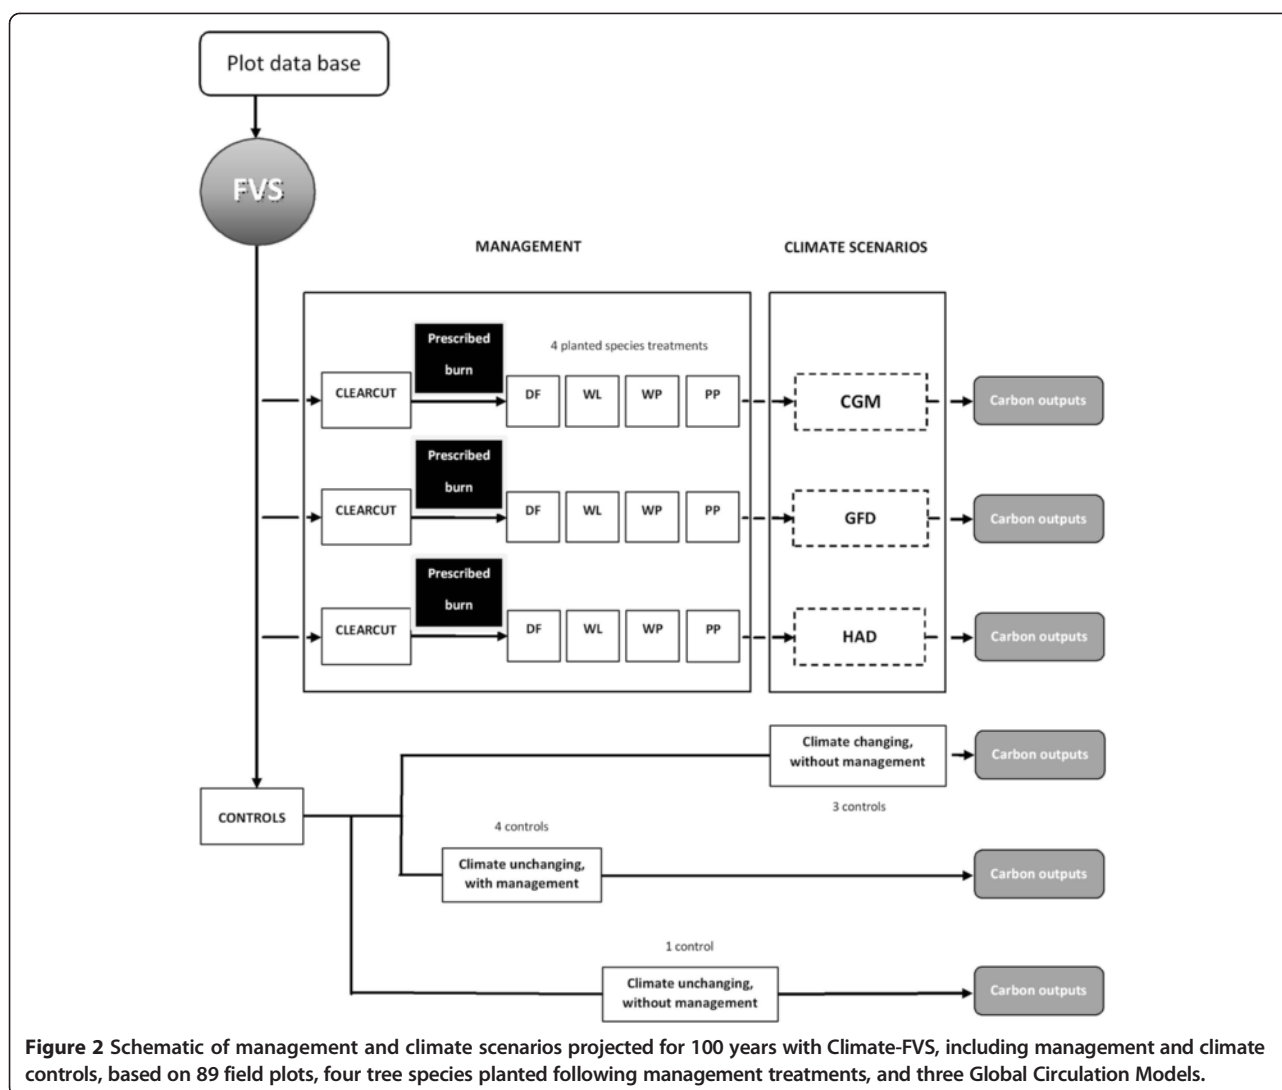 Plot data base
FVS
MANAGEMENT
CLIMATE SCENARIOS
4 planted species treatments
Prescribed
burn
CLEARCUT
DF
WL
WP
PP
CGM
Carbon outputs
Prescribed
burn
CLEARCUT
DF
WL
WP
PP
GFD
Carbon outputs
Prescribed
burn
CLEARCUT
DF
WL
WP
PP
HAD
Carbon outputs
Climate changing,
without management
Carbon outputs
3 controls
CONTROLS
4 controls
Climate unchanging,
with management
Carbon outputs
1 control
Climate unchanging,
without management
Carbon outputs
Figure 2 Schematic of management and climate scenarios projected for 100 years with Climate-FVS, including management and climate
controls, based on 89 field plots, four tree species planted following management treatments, and three Global Circulation Models.